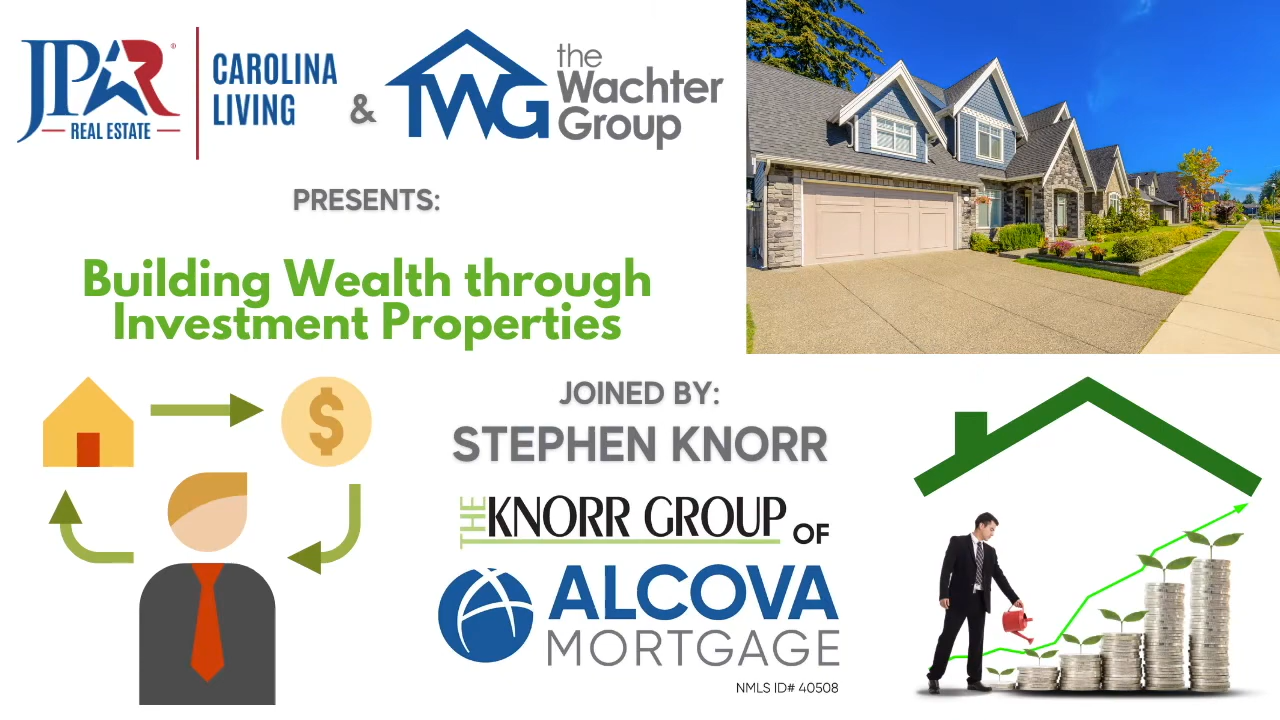 JPAR
®
REAL ESTATE
CAROLINA
LIVING
&
TWG
the
Wachter
Group
PRESENTS:
Building Wealth through
Investment Properties
$
JOINED BY:
STEPHEN KNORR
THE KNORR GROUP OF
ALCOVA
MORTGAGE
NMLS ID# 40508